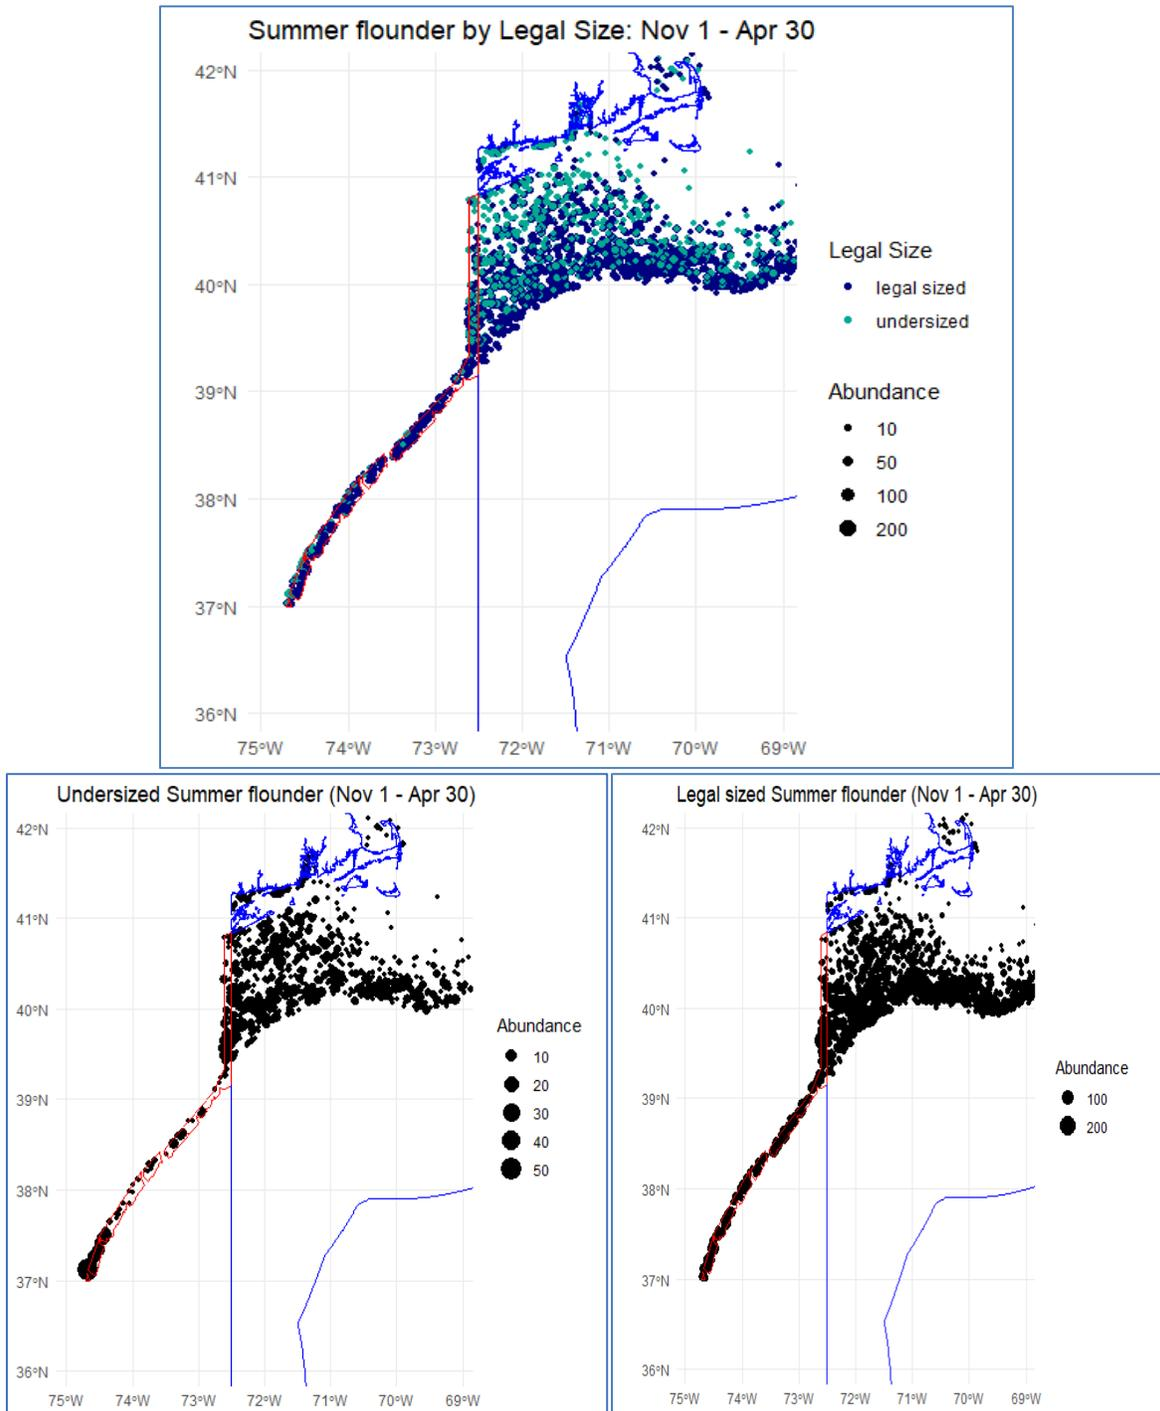 Summer flounder by Legal Size: Nov 1 - Apr 30
42°N
41°N
40°N
39°N
38°N
37°N
36°N
75°W 74°W 73°W 72°W 71°W 70°W 69°W
Legal Size
legal sized
undersized
Abundance
10
50
100
200
Undersized Summer flounder (Nov 1 - Apr 30)
42°N
41°N
40°N
39°N
38°N
37°N
36°N
75°W 74°W 73°W 72°W 71°W 70°W 69°W
Abundance
10
20
30
40
50
Legal sized Summer flounder (Nov 1 - Apr 30)
42°N
41°N
40°N
39°N
38°N
37°N
36°N
75°W 74°W 73°W 72°W 71°W 70°W 69°W
Abundance
100
200